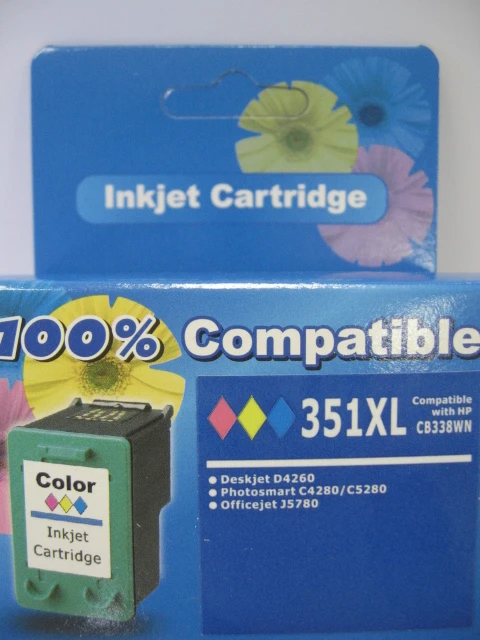 Inkjet Cartridge
100% Compatible
351XL
Compatible
with HP
CB338WN
Deskjet D4260
Photosmart C4280/C5280
Officejet J5780
Color
Inkjet
Cartridge